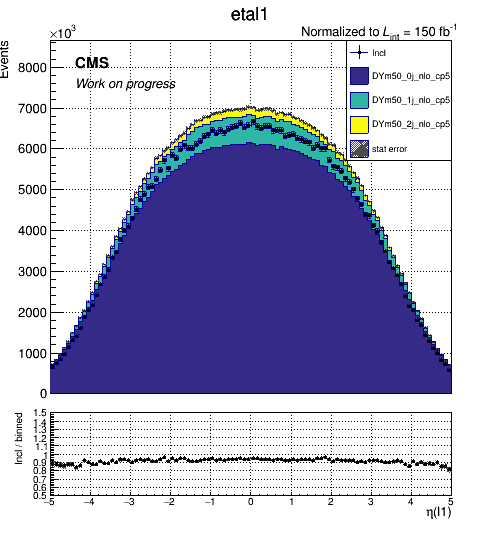 etal1
Normalized to L_int = 150 fb⁻¹
×10³
Events
CMS
Work on progress
Incl
DYm50_0j_nlo_cp5
DYm50_1j_nlo_cp5
DYm50_2j_nlo_cp5
stat error
8000
7000
6000
5000
4000
3000
2000
1000
0
Incl / binned
1.5
1.4
1.3
1.2
1.1
1
0.9
0.8
0.7
0.6
0.5
−5 −4 −3 −2 −1 0 1 2 3 4 5
η(l1)